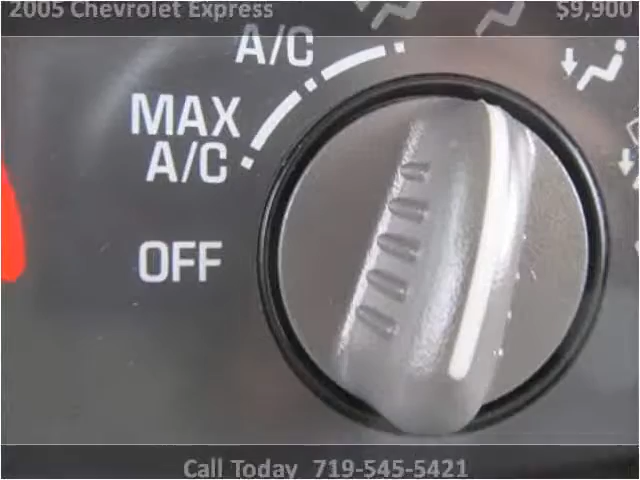 2005 Chevrolet Express $9,900
A/C
MAX
A/C
OFF
Call Today 719-545-5421